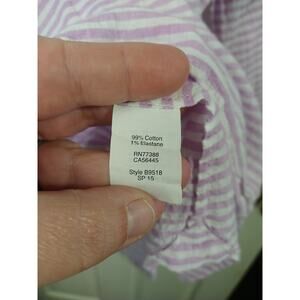 99% Cotton
1% Elastane
RN77388
CA56445
Style B9518
SP 15